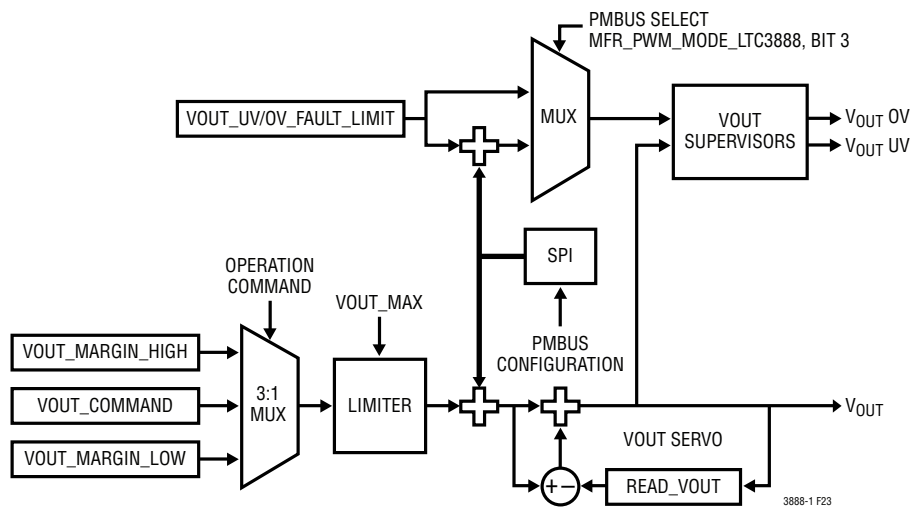 PMBUS SELECT
MFR_PWM_MODE_LTC3888, BIT 3
VOUT_UV/OV_FAULT_LIMIT
MUX
VOUT
SUPERVISORS
VOUT OV
VOUT UV
SPI
OPERATION
COMMAND
VOUT_MAX
PMBUS
CONFIGURATION
VOUT_MARGIN_HIGH
VOUT_COMMAND
VOUT_MARGIN_LOW
3:1
MUX
LIMITER
VOUT
VOUT SERVO
+ −
READ_VOUT
3888-1 F23